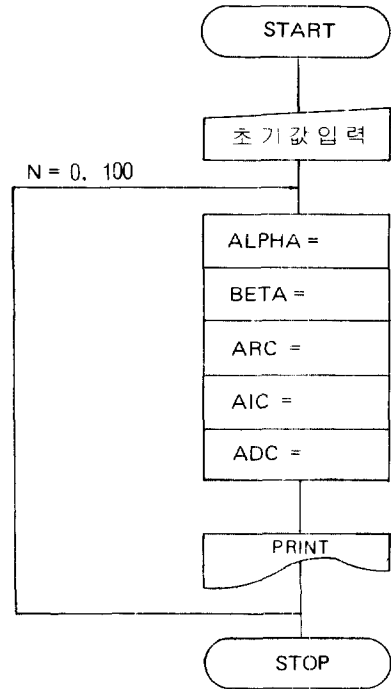 START
초기값입력
N = 0, 100
ALPHA =
BETA =
ARC =
AIC =
ADC =
PRINT
STOP